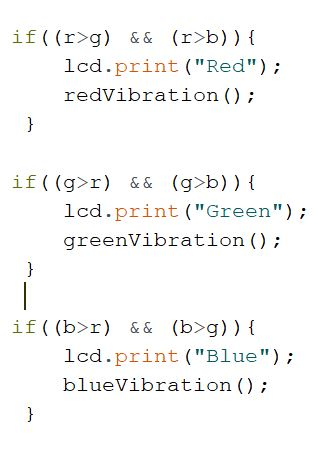 if((r>g) && (r>b)){
lcd.print("Red");
redVibration();
}
if((g>r) && (g>b)){
lcd.print("Green");
greenVibration();
}
if((b>r) && (b>g)){
lcd.print("Blue");
blueVibration();
}